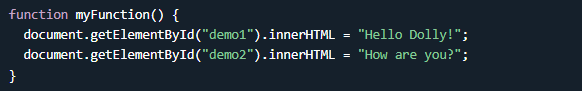 function myFunction() {
  document.getElementById("demo1").innerHTML = "Hello Dolly!";
  document.getElementById("demo2").innerHTML = "How are you?";
}